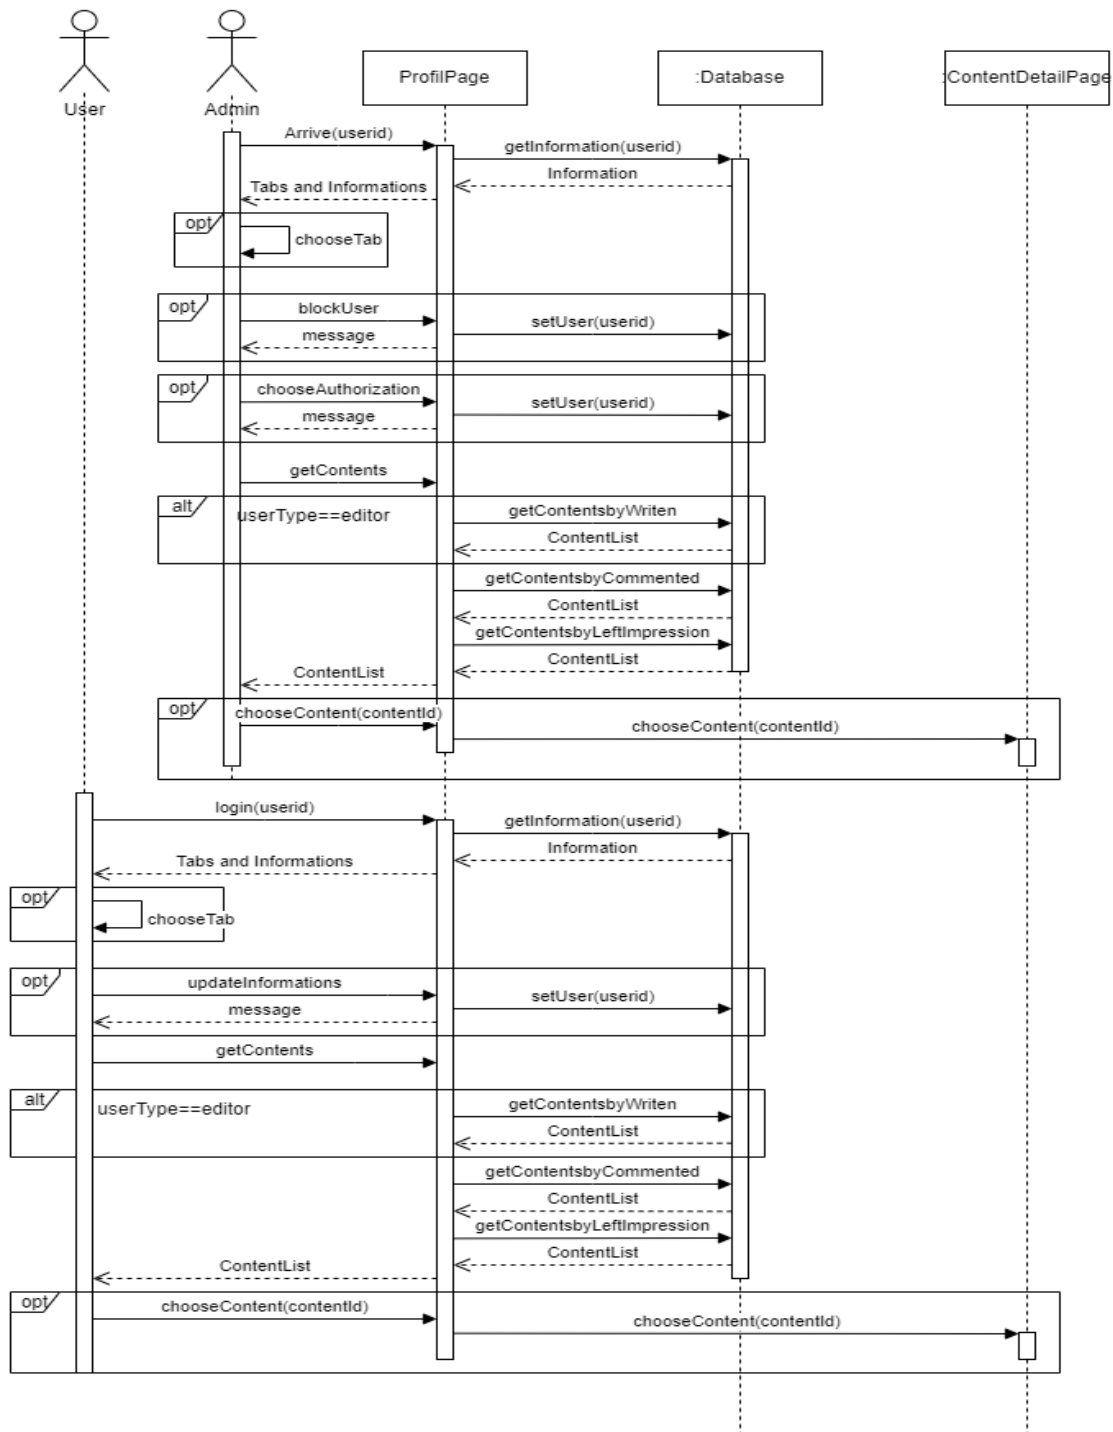 User
Admin
ProfilPage
:Database
:ContentDetailPage
Arrive(userid)
getInformation(userid)
Information
Tabs and Informations
opt
chooseTab
opt
blockUser
setUser(userid)
message
opt
chooseAuthorization
setUser(userid)
message
getContents
alt
userType==editor
getContentsbyWriten
ContentList
getContentsbyCommented
ContentList
getContentsbyLeftImpression
ContentList
ContentList
opt
chooseContent(contentId)
chooseContent(contentId)
login(userid)
getInformation(userid)
Information
Tabs and Informations
opt
chooseTab
opt
updateInformations
setUser(userid)
message
getContents
alt
userType==editor
getContentsbyWriten
ContentList
getContentsbyCommented
ContentList
getContentsbyLeftImpression
ContentList
ContentList
opt
chooseContent(contentId)
chooseContent(contentId)